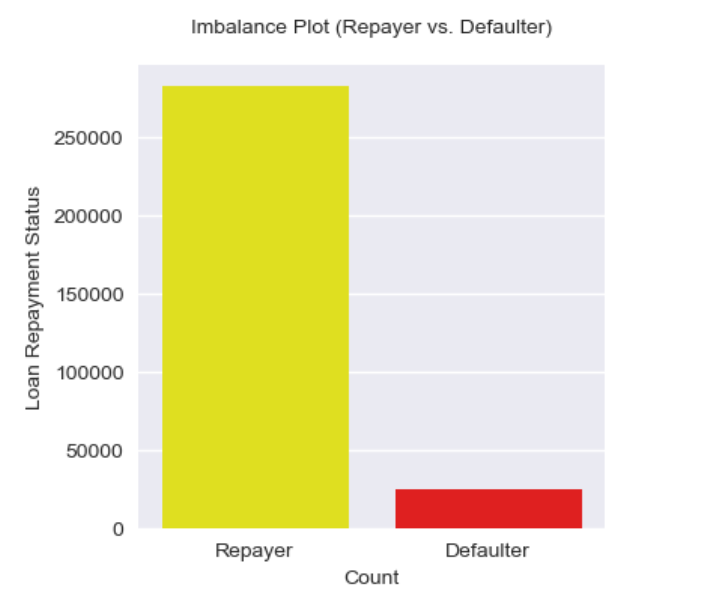 Imbalance Plot (Repayer vs. Defaulter)
Loan Repayment Status
250000
200000
150000
100000
50000
0
Repayer Defaulter
Count